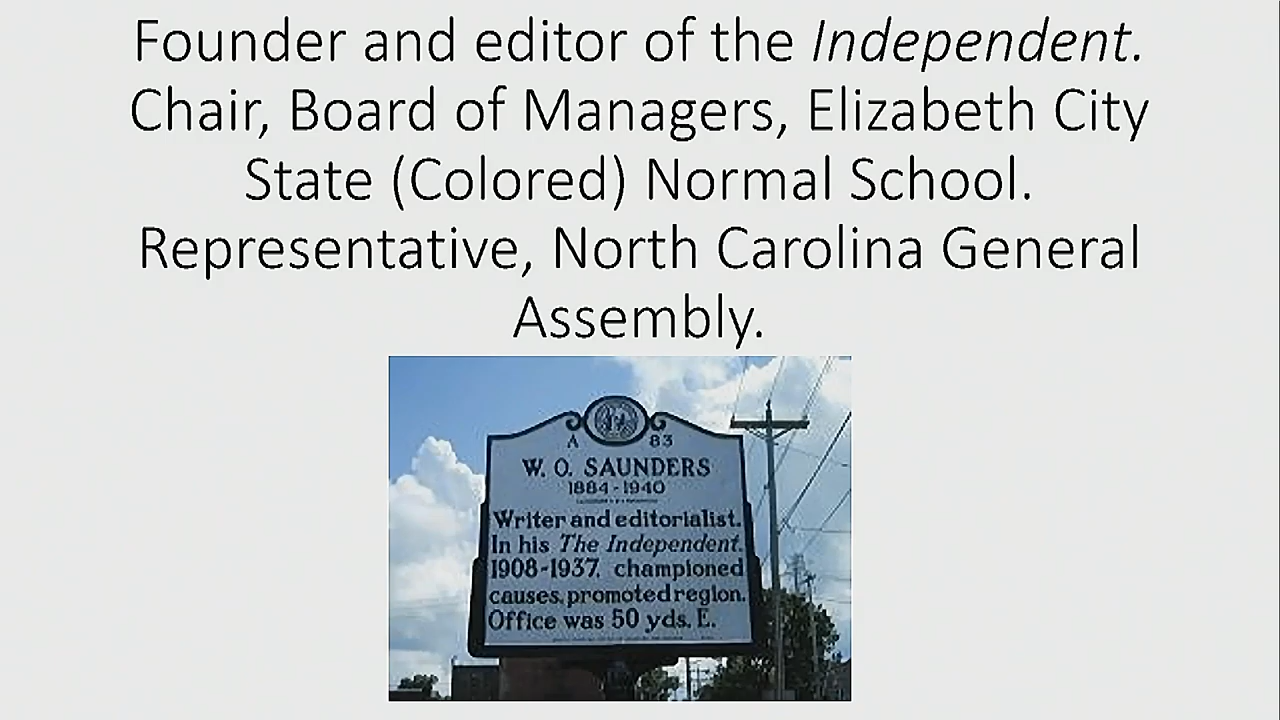 Founder and editor of the Independent.
Chair, Board of Managers, Elizabeth City
State (Colored) Normal School.
Representative, North Carolina General
Assembly.
A 83
W. O. SAUNDERS
1884-1940
Writer and editorialist.
In his The Independent,
1908-1937, championed
causes, promoted region.
Office was 50 yds. E.